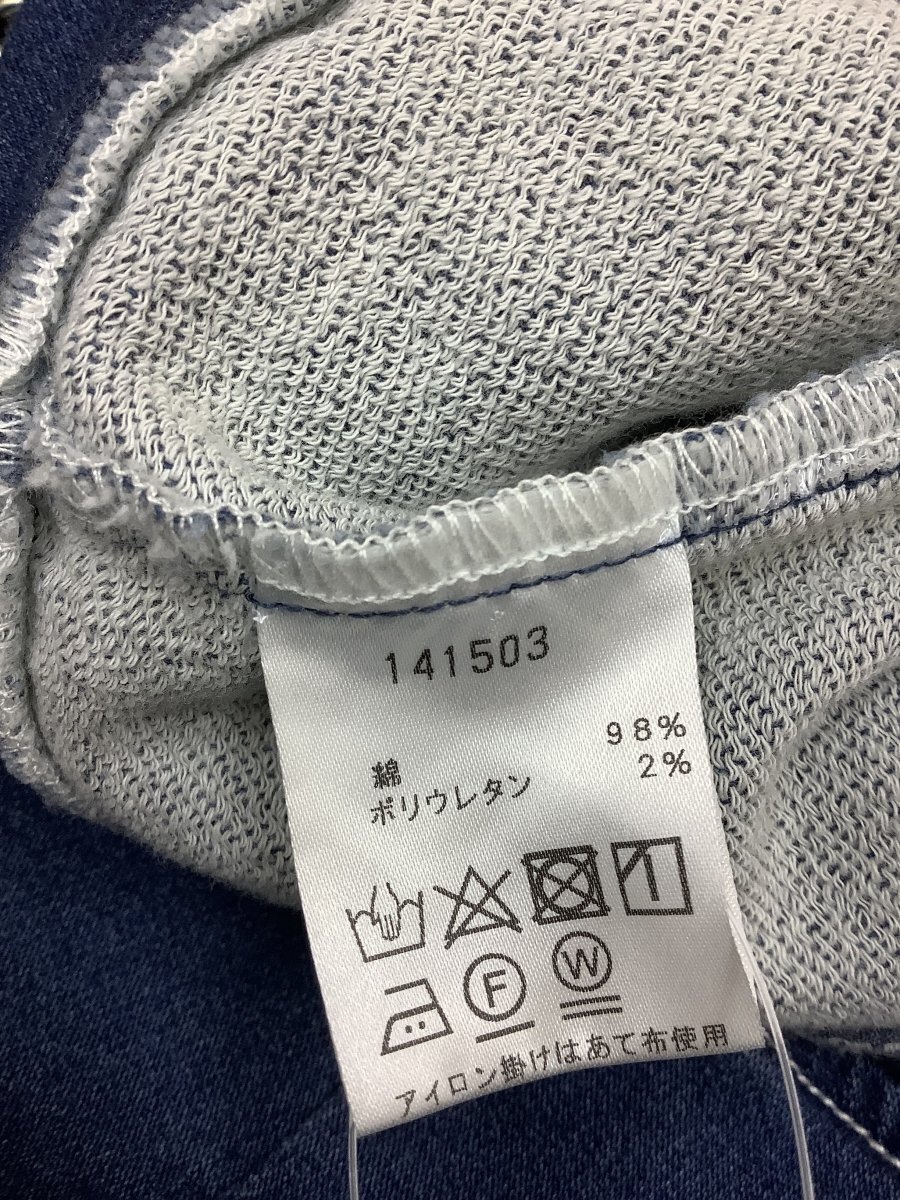 141503
綿 98%
ポリウレタン 2%
F W
アイロン掛けはあて布使用